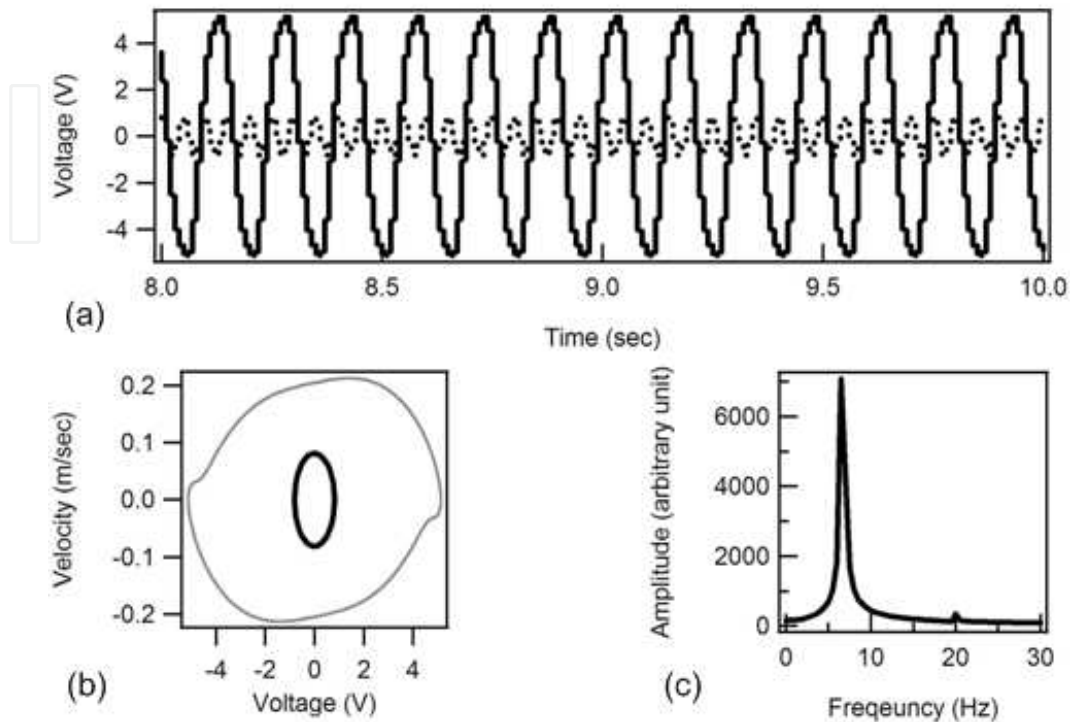 4
2
0
-2
-4
Voltage (V)
8.0 8.5 9.0 9.5 10.0
(a)
Time (sec)
0.2
0.1
0.0
-0.1
-0.2
Velocity (m/sec)
-4 -2 0 2 4
(b)
Voltage (V)
6000
4000
2000
0
Amplitude (arbitrary unit)
0 10 20 30
(c)
Freqeuncy (Hz)